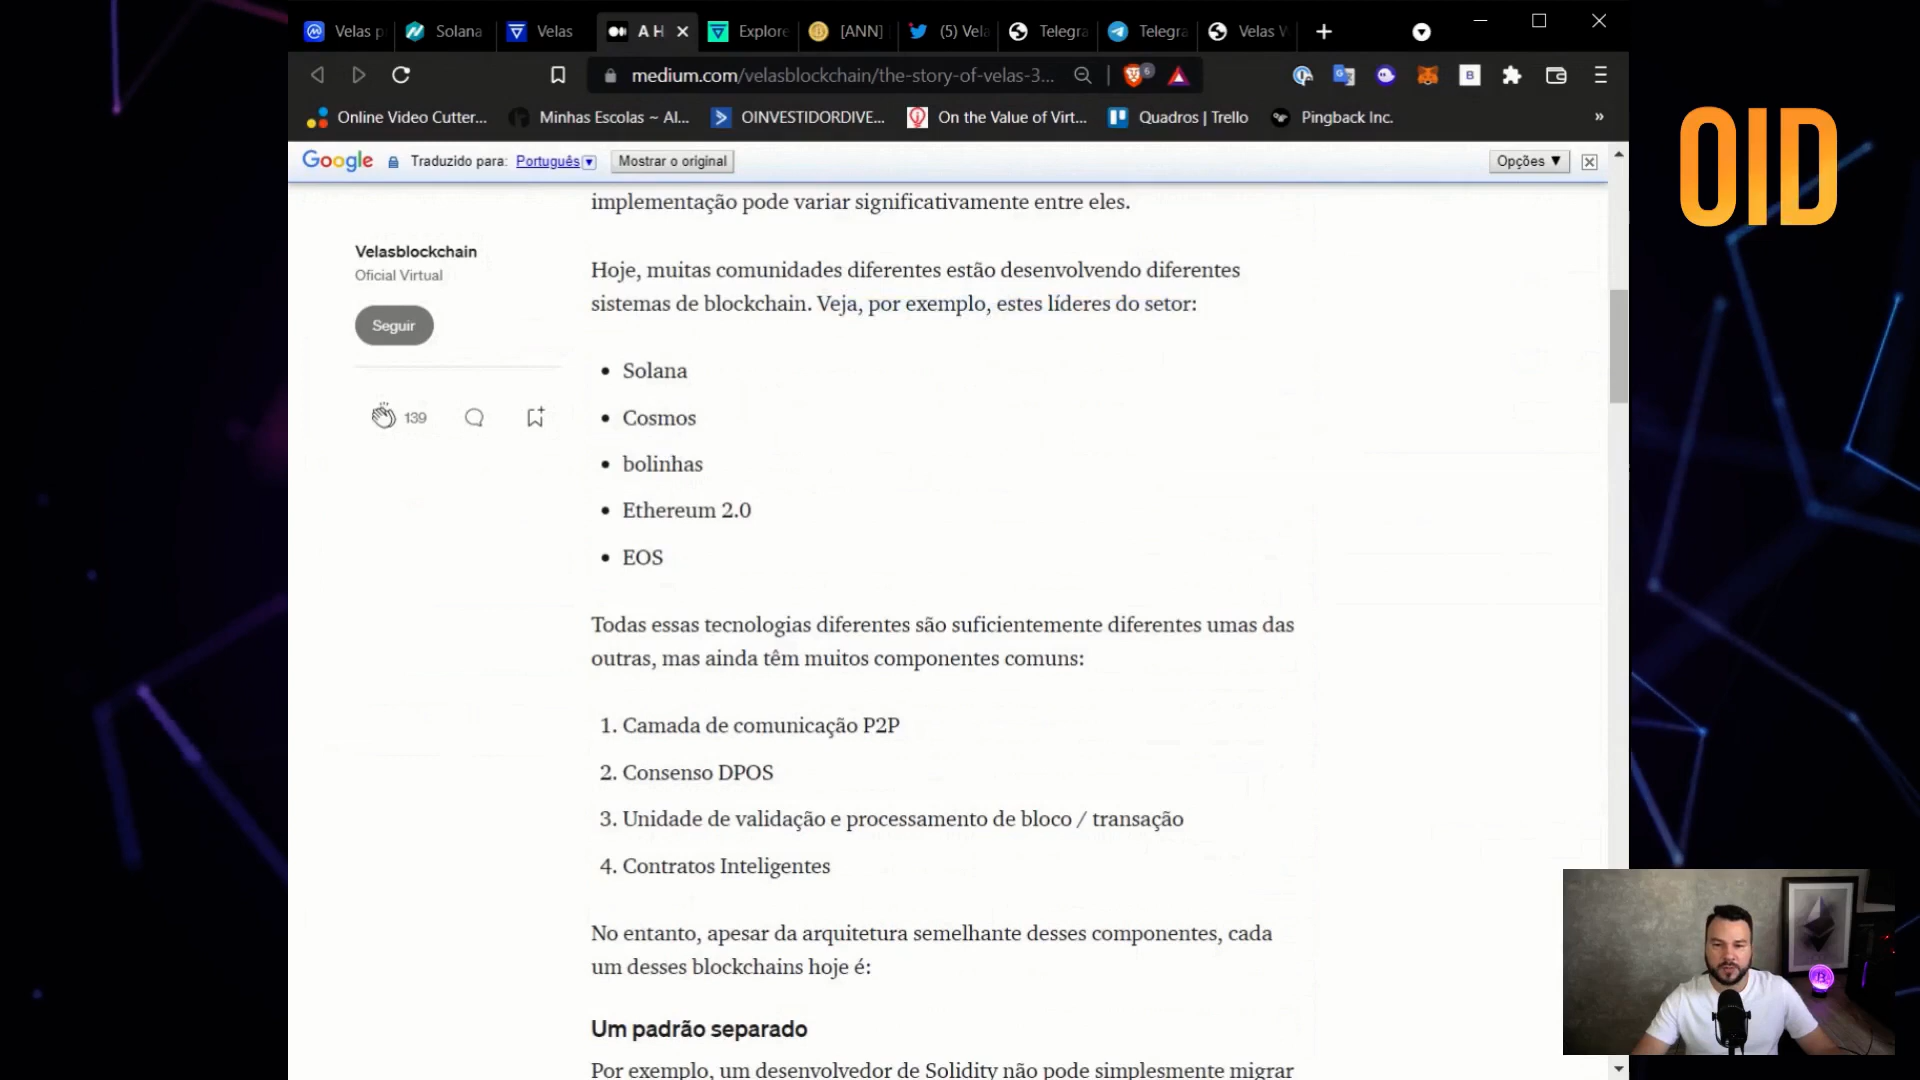 Velas p
Solana
Velas
A H
Explore
[ANN]
(5) Vela
Telegra
Telegra
Velas W
medium.com/velasblockchain/the-story-of-velas-3...
6
Online Video Cutter...
Minhas Escolas ~ Al...
OINVESTIDORDIVE...
On the Value of Virt...
Quadros | Trello
Pingback Inc.
»
OID
Google Traduzido para: Português Mostrar o original
Opções ▼
implementação pode variar significativamente entre eles.
Velasblockchain
Oficial Virtual
Seguir
139
Hoje, muitas comunidades diferentes estão desenvolvendo diferentes
sistemas de blockchain. Veja, por exemplo, estes líderes do setor:
• Solana
• Cosmos
• bolinhas
• Ethereum 2.0
• EOS
Todas essas tecnologias diferentes são suficientemente diferentes umas das
outras, mas ainda têm muitos componentes comuns:
1. Camada de comunicação P2P
2. Consenso DPOS
3. Unidade de validação e processamento de bloco / transação
4. Contratos Inteligentes
No entanto, apesar da arquitetura semelhante desses componentes, cada
um desses blockchains hoje é:
Um padrão separado
Por exemplo, um desenvolvedor de Solidity não pode simplesmente migrar